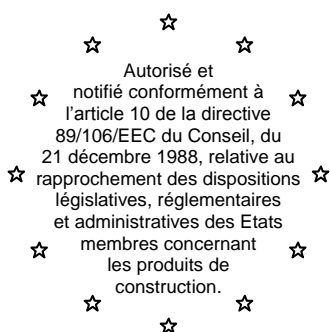 Autorisé et
notifié conformément à
l'article 10 de la directive
89/106/EEC du Conseil, du
21 décembre 1988, relative au
rapprochement des dispositions
législatives, réglementaires
et administratives des Etats
membres concernant
les produits de
construction.